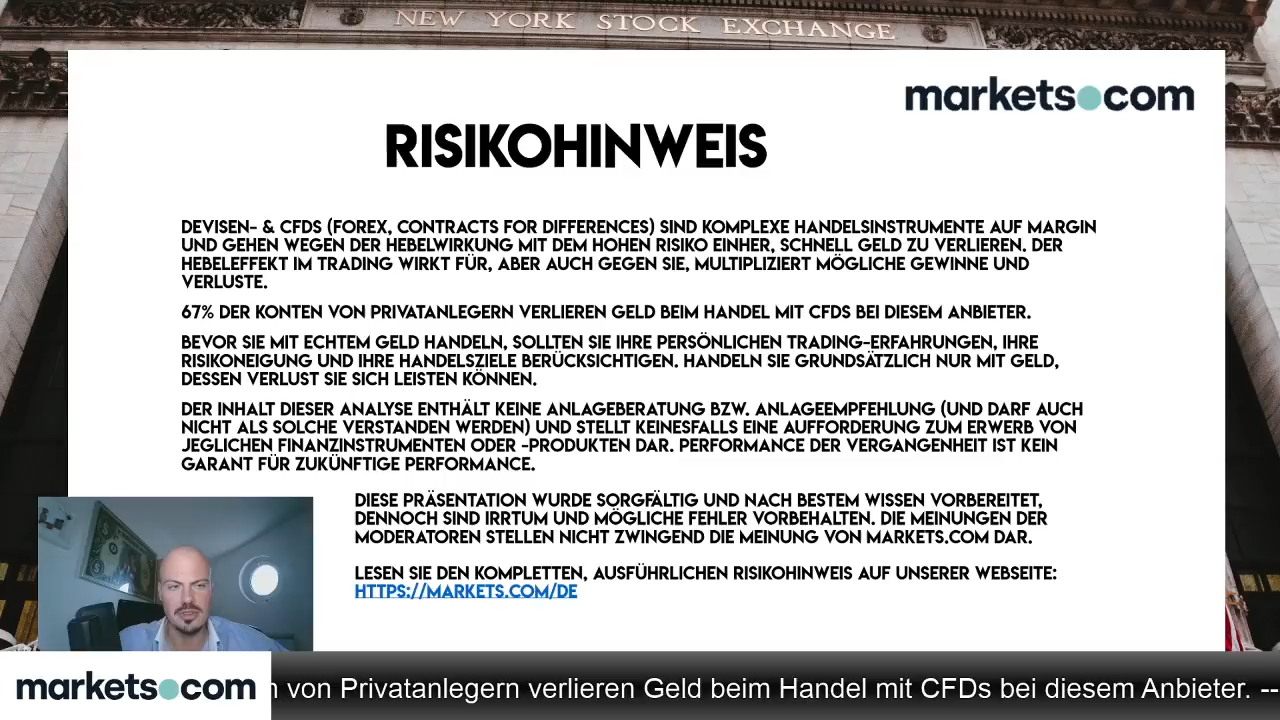 NEW YORK STOCK EXCHANGE
markets.com
RISIKOHINWEIS
DEVISEN- & CFDS (FOREX, CONTRACTS FOR DIFFERENCES) SIND KOMPLEXE HANDELSINSTRUMENTE AUF MARGIN
UND GEHEN WEGEN DER HEBELWIRKUNG MIT DEM HOHEN RISIKO EINHER, SCHNELL GELD ZU VERLIEREN. DER
HEBELEFFEKT IM TRADING WIRKT FÜR, ABER AUCH GEGEN SIE, MULTIPLIZIERT MÖGLICHE GEWINNE UND
VERLUSTE.
67% DER KONTEN VON PRIVATANLEGERN VERLIEREN GELD BEIM HANDEL MIT CFDS BEI DIESEM ANBIETER.
BEVOR SIE MIT ECHTEM GELD HANDELN, SOLLTEN SIE IHRE PERSÖNLICHEN TRADING-ERFAHRUNGEN, IHRE
RISIKONEIGUNG UND IHRE HANDELSZIELE BERÜCKSICHTIGEN. HANDELN SIE GRUNDSÄTZLICH NUR MIT GELD,
DESSEN VERLUST SIE SICH LEISTEN KÖNNEN.
DER INHALT DIESER ANALYSE ENTHÄLT KEINE ANLAGEBERATUNG BZW. ANLAGEEMPFEHLUNG (UND DARF AUCH
NICHT ALS SOLCHE VERSTANDEN WERDEN) UND STELLT KEINESFALLS EINE AUFFORDERUNG ZUM ERWERB VON
JEGLICHEN FINANZINSTRUMENTEN ODER -PRODUKTEN DAR. PERFORMANCE DER VERGANGENHEIT IST KEIN
GARANT FÜR ZUKÜNFTIGE PERFORMANCE.
DIESE PRÄSENTATION WURDE SORGFÄLTIG UND NACH BESTEM WISSEN VORBEREITET,
DENNOCH SIND IRRTUM UND MÖGLICHE FEHLER VORBEHALTEN. DIE MEINUNGEN DER
MODERATOREN STELLEN NICHT ZWINGEND DIE MEINUNG VON MARKETS.COM DAR.
LESEN SIE DEN KOMPLETTEN, AUSFÜHRLICHEN RISIKOHINWEIS AUF UNSERER WEBSEITE:
HTTPS://MARKETS.COM/DE
markets.com
n von Privatanlegern verlieren Geld beim Handel mit CFDs bei diesem Anbieter. --